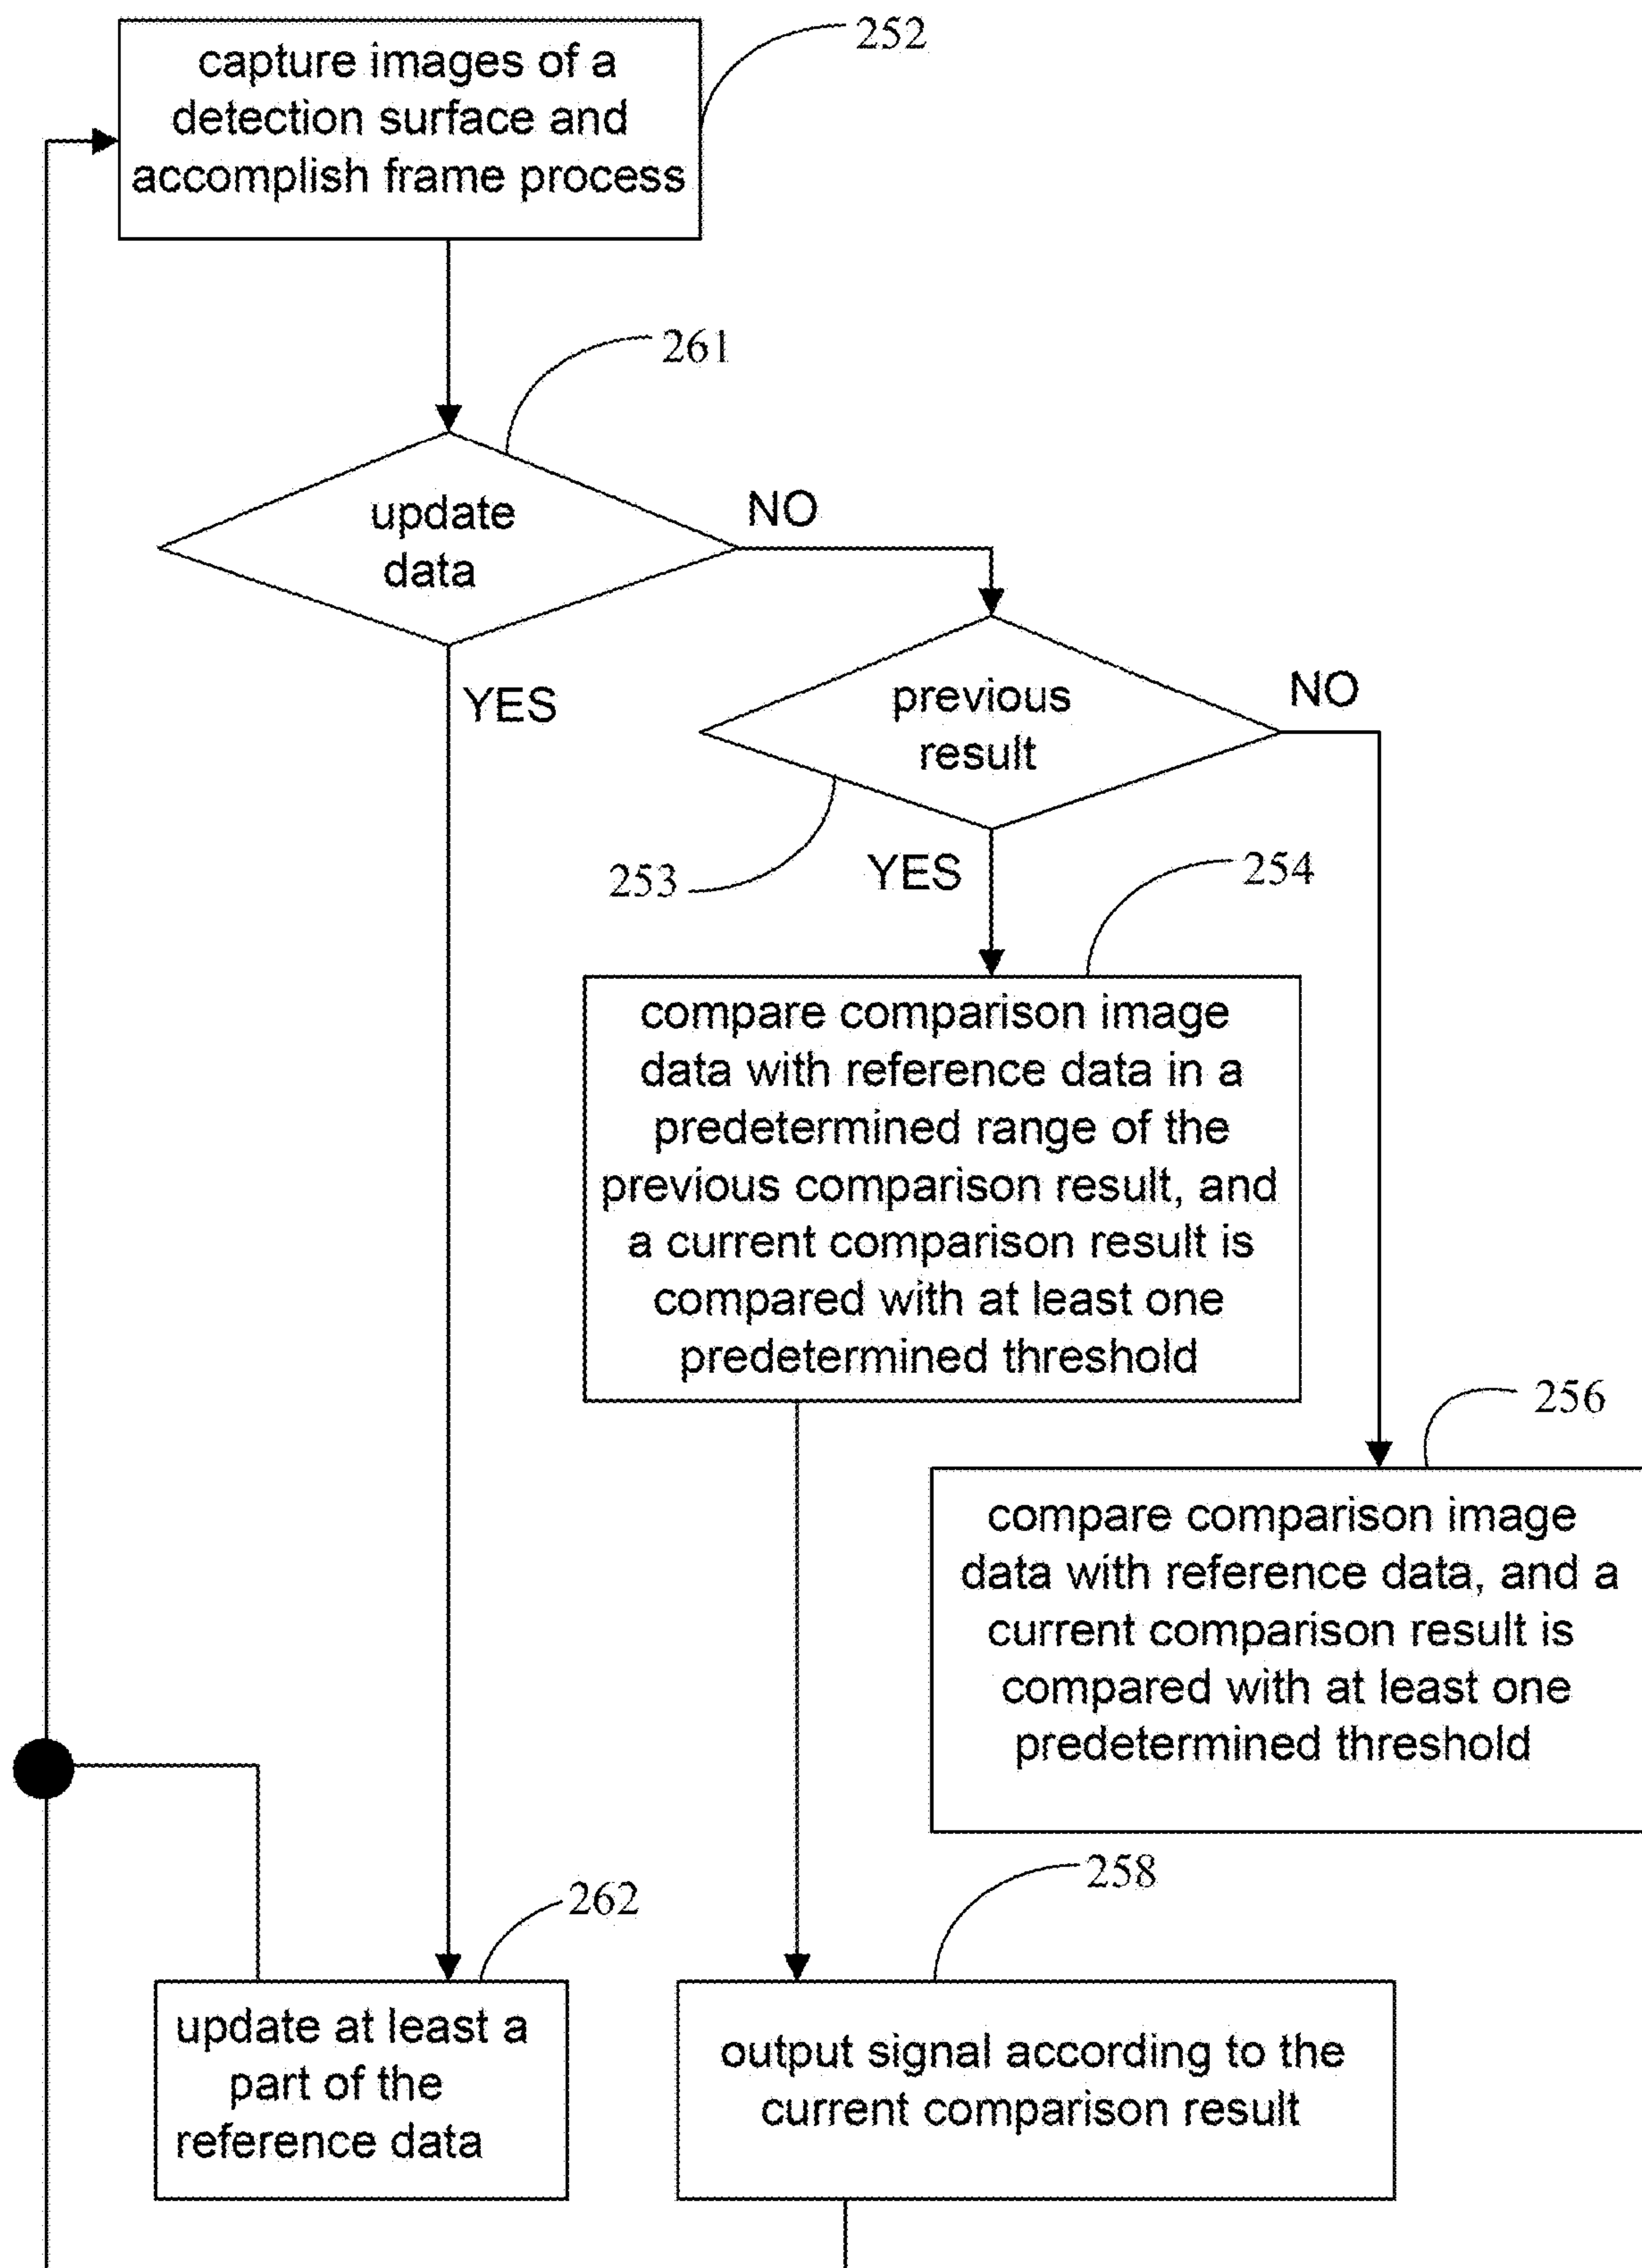 252
capture images of a
detection surface and
accomplish frame process
261
update
data
NO
YES
previous
result
NO
253
YES
254
compare comparison image
data with reference data in a
predetermined range of the
previous comparison result, and
a current comparison result is
compared with at least one
predetermined threshold
256
compare comparison image
data with reference data, and a
current comparison result is
compared with at least one
predetermined threshold
258
262
update at least a
part of the
reference data
output signal according to the
current comparison result